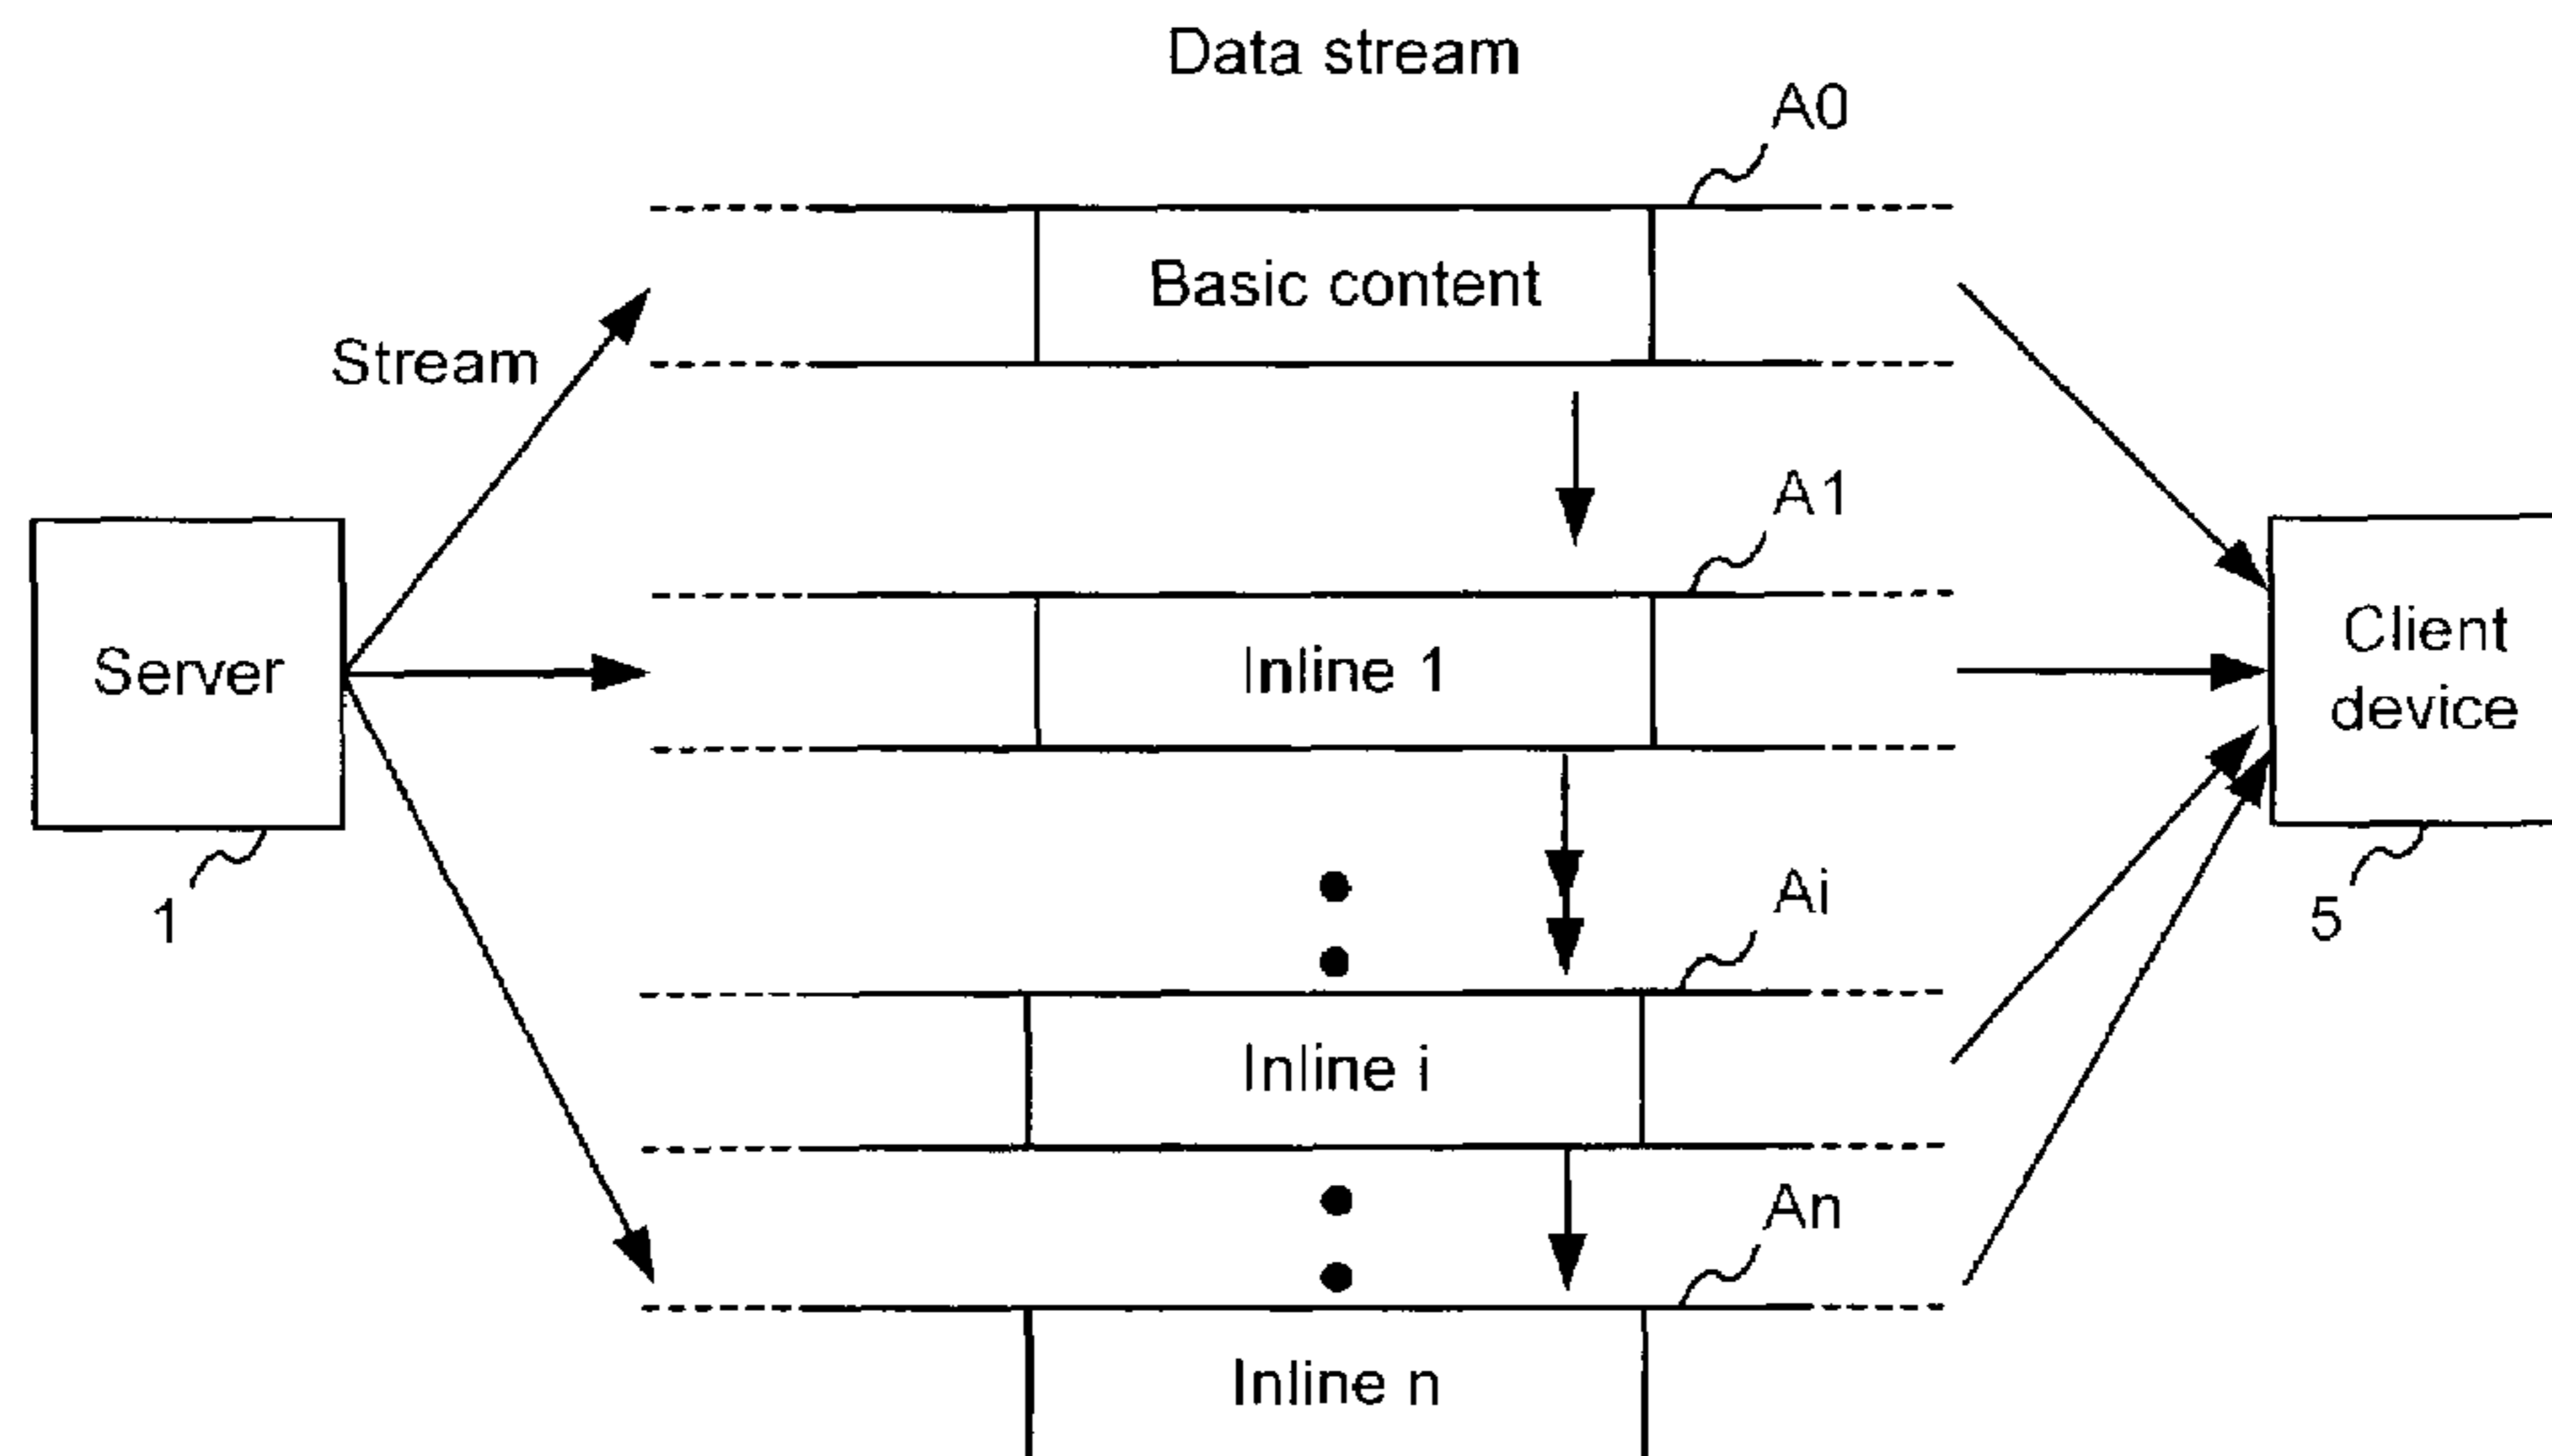 Data stream
A0
Basic content
Stream
A1
Server
Inline 1
Client
device
1
Ai
5
Inline i
An
Inline n